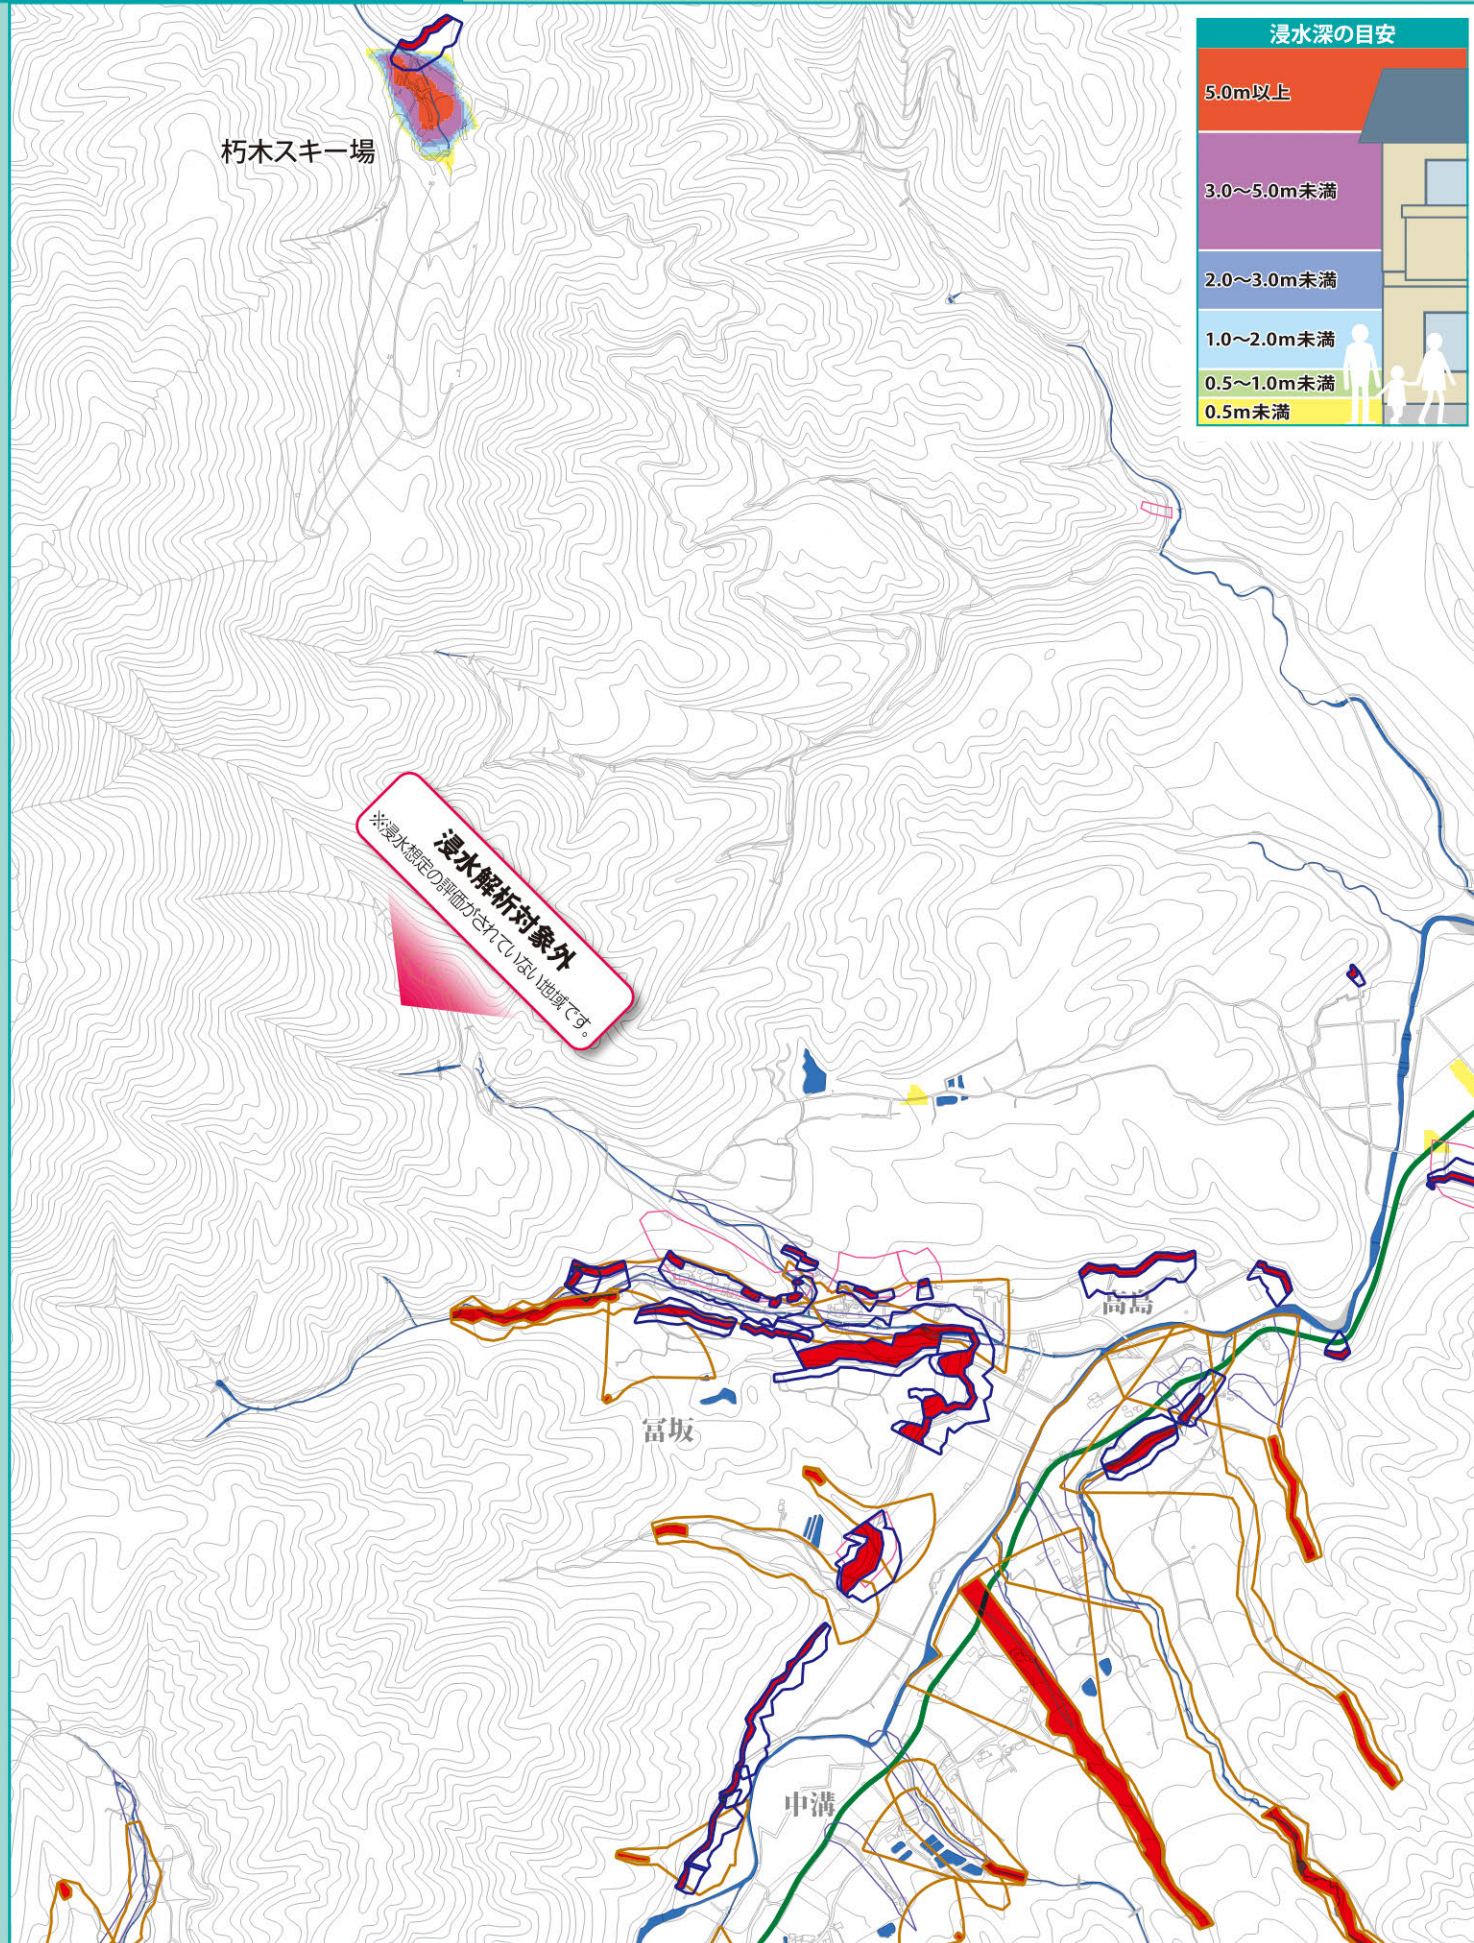 浸水深の目安
5.0m以上
3.0〜5.0m未満
2.0〜3.0m未満
1.0〜2.0m未満
0.5〜1.0m未満
0.5m未満
朽木スキー場
浸水解析対象外
※浸水想定の評価がされていない地域です。
高島
冨坂
中溝